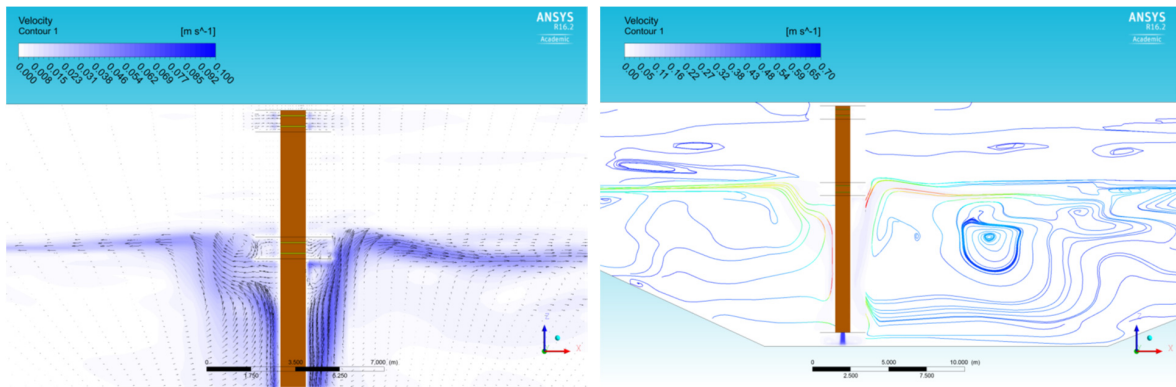 Velocity
Contour 1
[m s^-1]
0.000
0.008
0.015
0.023
0.031
0.038
0.046
0.054
0.062
0.069
0.077
0.085
0.092
0.100
ANSYS
R16.2
Academic
0.
3.500
7.000
(m)
1.750
5.250
Z
X
Velocity
Contour 1
[m s^-1]
0.00
0.05
0.11
0.16
0.22
0.27
0.32
0.38
0.43
0.48
0.54
0.59
0.65
0.70
ANSYS
R16.2
Academic
0.
5.000
10.000
(m)
2.500
7.500
X